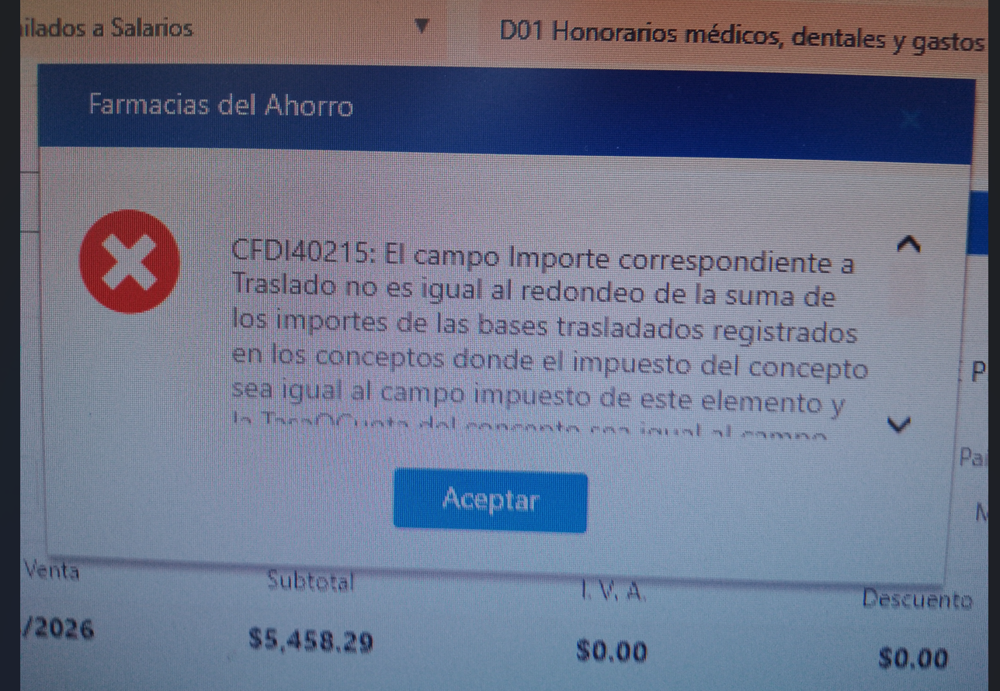 ilados a Salarios
D01 Honorarios médicos, dentales y gastos
Farmacias del Ahorro
CFDI40215: El campo Importe correspondiente a
Traslado no es igual al redondeo de la suma de
los importes de las bases trasladados registrados
en los conceptos donde el impuesto del concepto
sea igual al campo impuesto de este elemento y
la TasaOCuota del concepto sea igual al campo
P
Pai
M
Aceptar
Venta Subtotal I. V. A. Descuento
/2026 $5,458.29 $0.00 $0.00